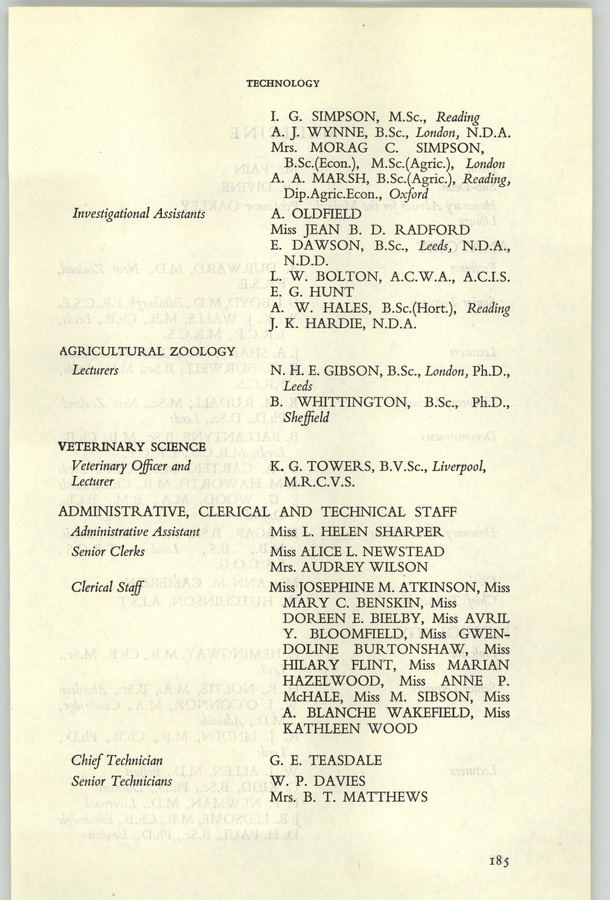 TECHNOLOGY
I. G. SIMPSON, M.Sc., Reading
A. J. WYNNE, B.Sc., London, N.D.A.
Mrs. MORAG C. SIMPSON,
B.Sc.(Econ.), M.Sc.(Agric.), London
A. A. MARSH, B.Sc.(Agric.), Reading,
Dip.Agric.Econ., Oxford
Investigational Assistants A. OLDFIELD
Miss JEAN B. D. RADFORD
E. DAWSON, B.Sc., Leeds, N.D.A.,
N.D.D.
L. W. BOLTON, A.C.W.A., A.C.I.S.
E. G. HUNT
A. W. HALES, B.Sc.(Hort.), Reading
J. K. HARDIE, N.D.A.
AGRICULTURAL ZOOLOGY
Lecturers N. H. E. GIBSON, B.Sc., London, Ph.D.,
Leeds
B. WHITTINGTON, B.Sc., Ph.D.,
Sheffield
VETERINARY SCIENCE
Veterinary Officer and K. G. TOWERS, B.V.Sc., Liverpool,
Lecturer M.R.C.V.S.
ADMINISTRATIVE, CLERICAL AND TECHNICAL STAFF
Administrative Assistant Miss L. HELEN SHARPER
Senior Clerks Miss ALICE L. NEWSTEAD
Mrs. AUDREY WILSON
Clerical Staff Miss JOSEPHINE M. ATKINSON, Miss
MARY C. BENSKIN, Miss
DOREEN E. BIELBY, Miss AVRIL
Y. BLOOMFIELD, Miss GWEN-
DOLINE BURTONSHAW, Miss
HILARY FLINT, Miss MARIAN
HAZELWOOD, Miss ANNE P.
McHALE, Miss M. SIBSON, Miss
A. BLANCHE WAKEFIELD, Miss
KATHLEEN WOOD
Chief Technician G. E. TEASDALE
Senior Technicians W. P. DAVIES
Mrs. B. T. MATTHEWS
185